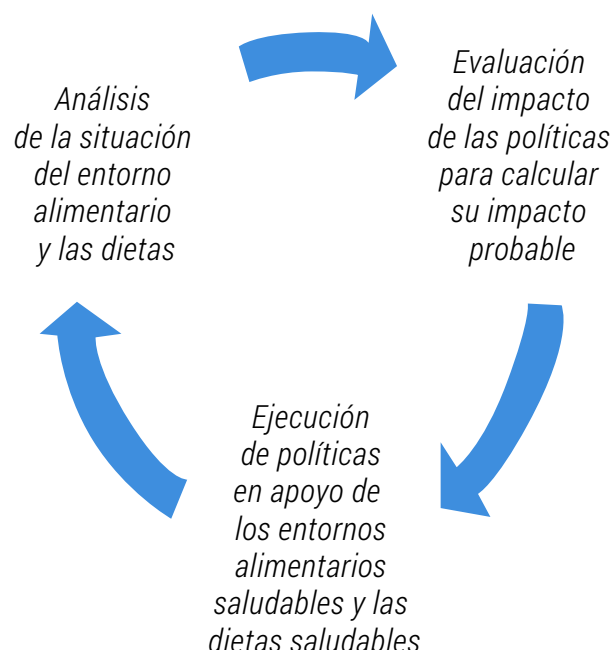 Análisis
de la situación
del entorno
alimentario
y las dietas
Evaluación
del impacto
de las políticas
para calcular
su impacto
probable
Ejecución
de políticas
en apoyo de
los entornos
alimentarios
saludables y las
dietas saludables